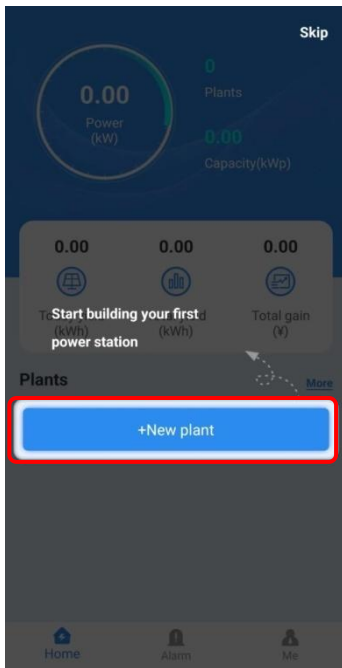 Skip
0
Plants
0.00
Power
(kW)
0.00
Capacity(kWp)
0.00
0.00
0.00
Start building your first
power station
(kWh)
(kWh)
Total gain
(¥)
Plants
More
+New plant
Home
Alarm
Me